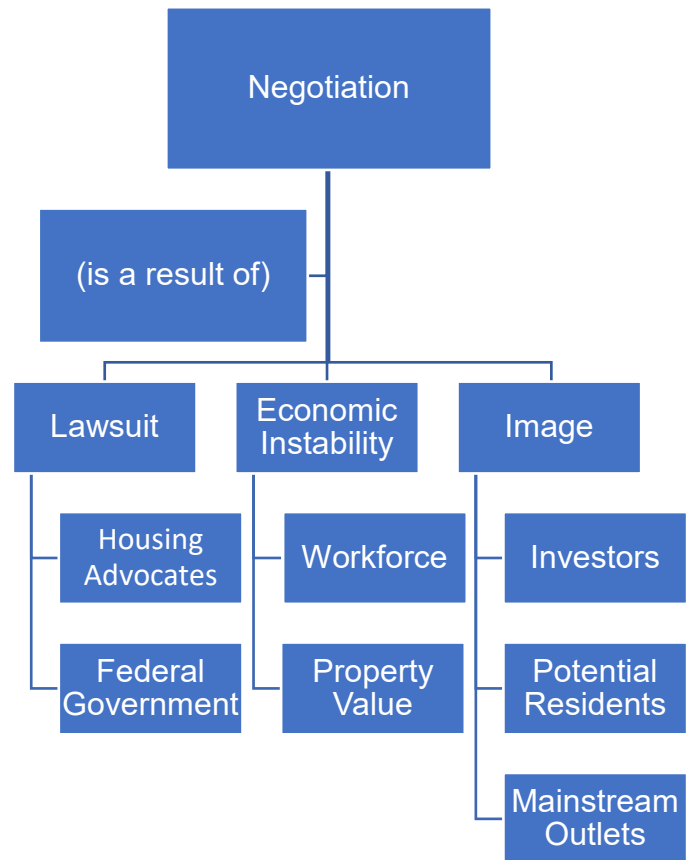 Negotiation
(is a result of)
Lawsuit
Economic
Instability
Image
Housing
Advocates
Workforce
Investors
Federal
Government
Property
Value
Potential
Residents
Mainstream
Outlets